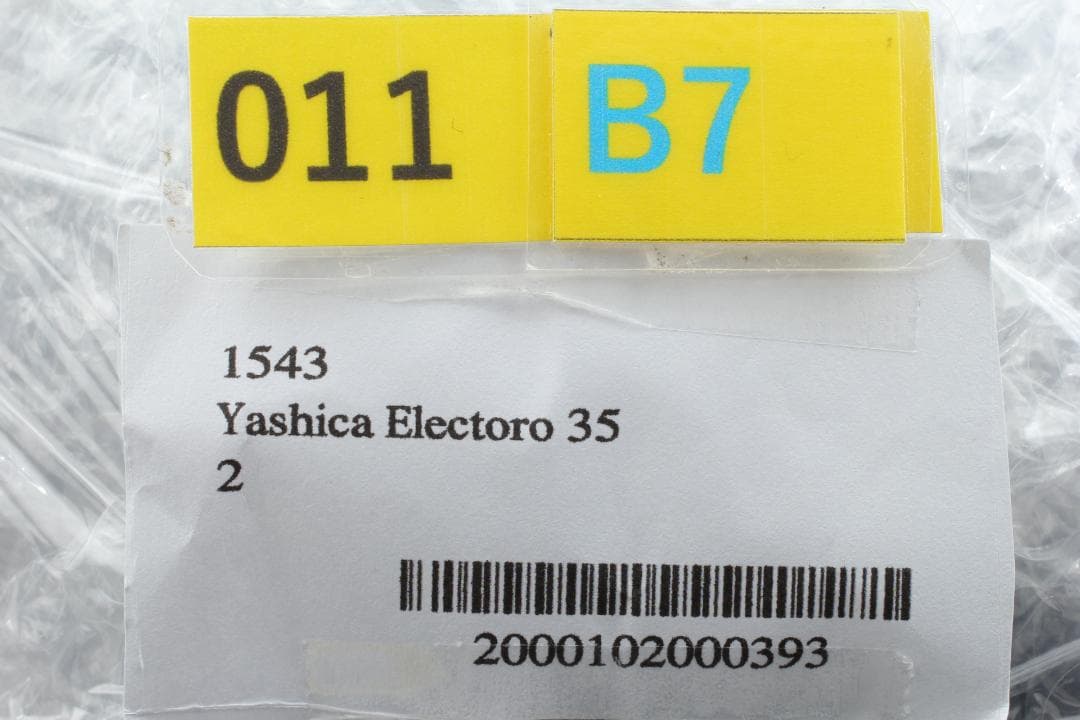 011 B7
1543
Yashica Electoro 35
2
2000102000393